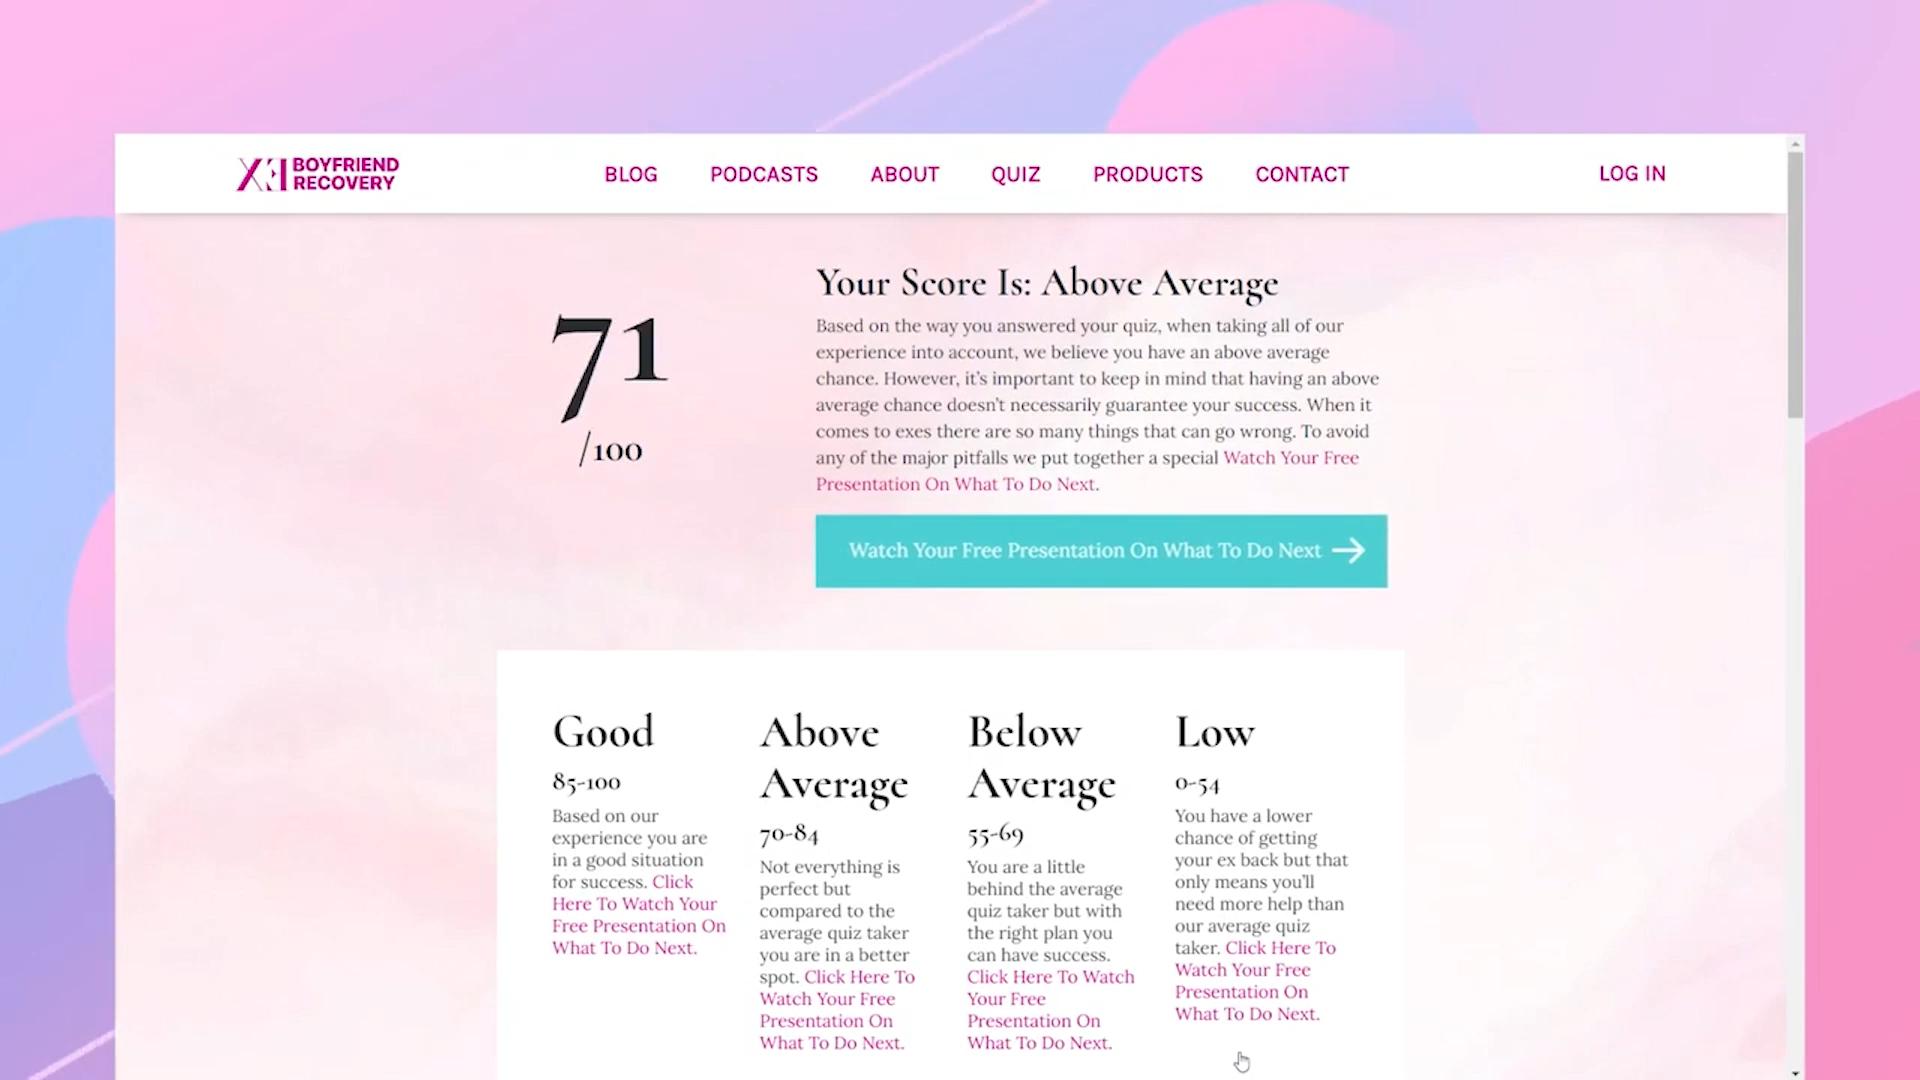 EX BOYFRIEND
RECOVERY
BLOG PODCASTS ABOUT QUIZ PRODUCTS CONTACT LOG IN
71
/100
Your Score Is: Above Average
Based on the way you answered your quiz, when taking all of our
experience into account, we believe you have an above average
chance. However, it's important to keep in mind that having an above
average chance doesn't necessarily guarantee your success. When it
comes to exes there are so many things that can go wrong. To avoid
any of the major pitfalls we put together a special Watch Your Free
Presentation On What To Do Next.
Watch Your Free Presentation On What To Do Next
Good
85-100
Based on our
experience you are
in a good situation
for success. Click
Here To Watch Your
Free Presentation On
What To Do Next.
Above
Average
70-84
Not everything is
perfect but
compared to the
average quiz taker
you are in a better
spot. Click Here To
Watch Your Free
Presentation On
What To Do Next.
Below
Average
55-69
You are a little
behind the average
quiz taker but with
the right plan you
can have success.
Click Here To Watch
Your Free
Presentation On
What To Do Next.
Low
0-54
You have a lower
chance of getting
your ex back but that
only means you'll
need more help than
our average quiz
taker. Click Here To
Watch Your Free
Presentation On
What To Do Next.